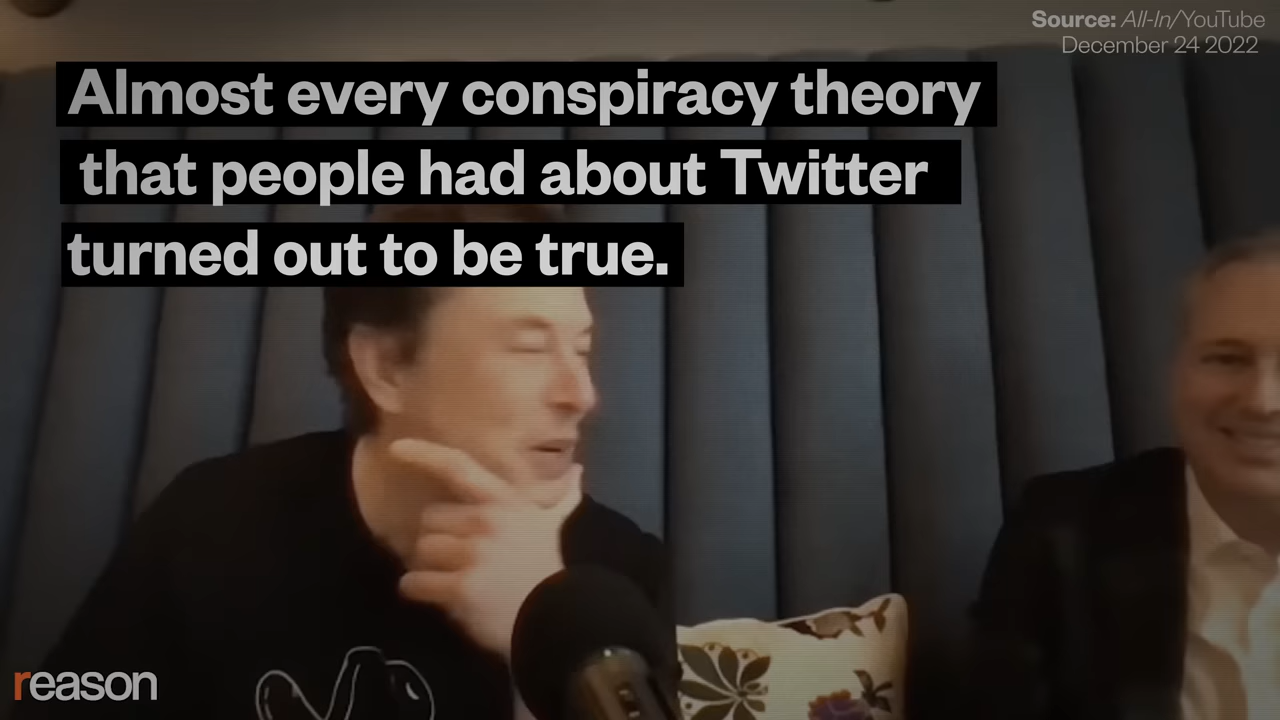 Source: All-In/YouTube
December 24 2022
Almost every conspiracy theory
that people had about Twitter
turned out to be true.
reason